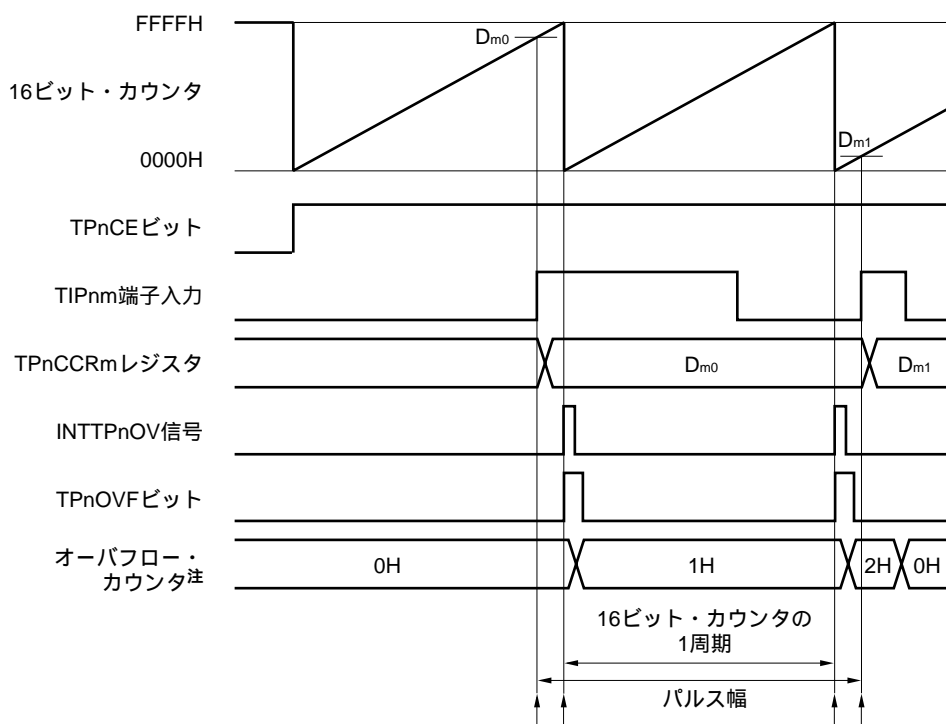 FFFFH
Dm0
16ビット・カウンタ
Dm1
0000H
TPnCEビット
TIPnm端子入力
TPnCCRmレジスタ
Dm0
Dm1
INTTPnOV信号
TPnOVFビット
オーバフロー・
カウンタ注
0H
1H
2H
0H
16ビット・カウンタの
1周期
パルス幅